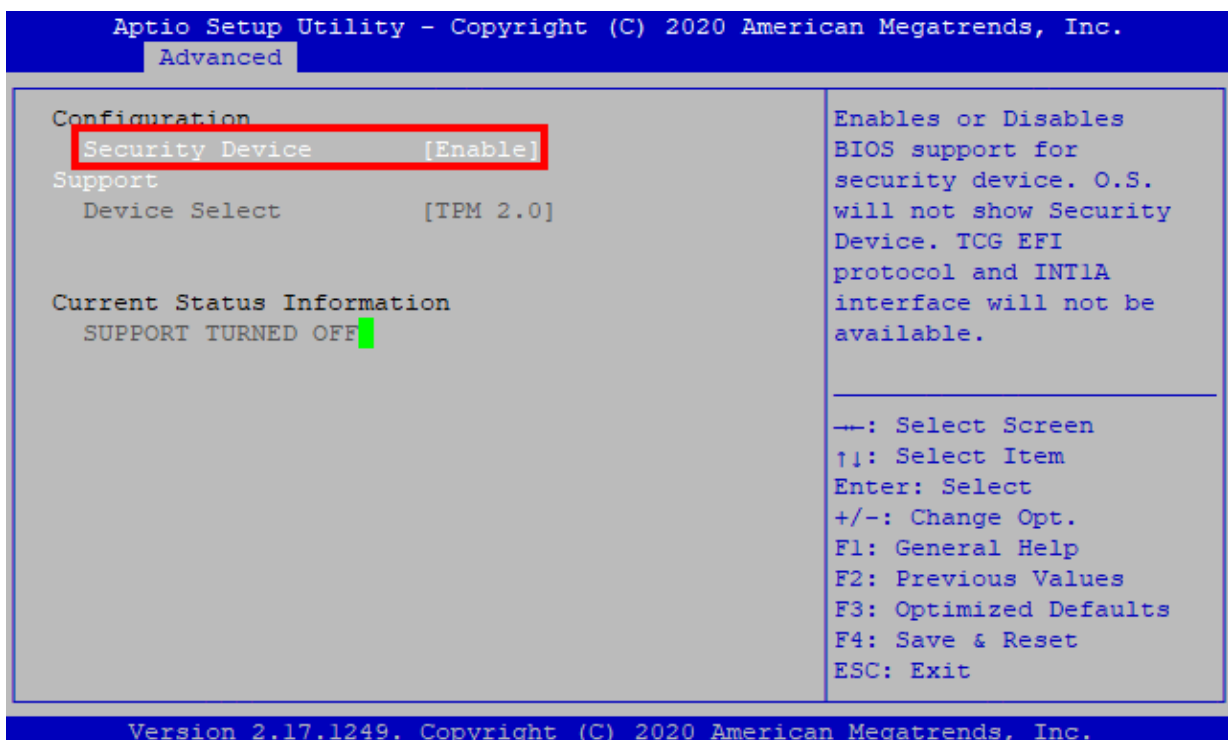 Aptio Setup Utility - Copyright (C) 2020 American Megatrends, Inc.
Advanced
Configuration
Security Device [Enable]
Support
Device Select [TPM 2.0]
Current Status Information
SUPPORT TURNED OFF
Enables or Disables
BIOS support for
security device. O.S.
will not show Security
Device. TCG EFI
protocol and INT1A
interface will not be
available.
→←: Select Screen
↑↓: Select Item
Enter: Select
+/-: Change Opt.
F1: General Help
F2: Previous Values
F3: Optimized Defaults
F4: Save & Reset
ESC: Exit
Version 2.17.1249. Copyright (C) 2020 American Megatrends, Inc.